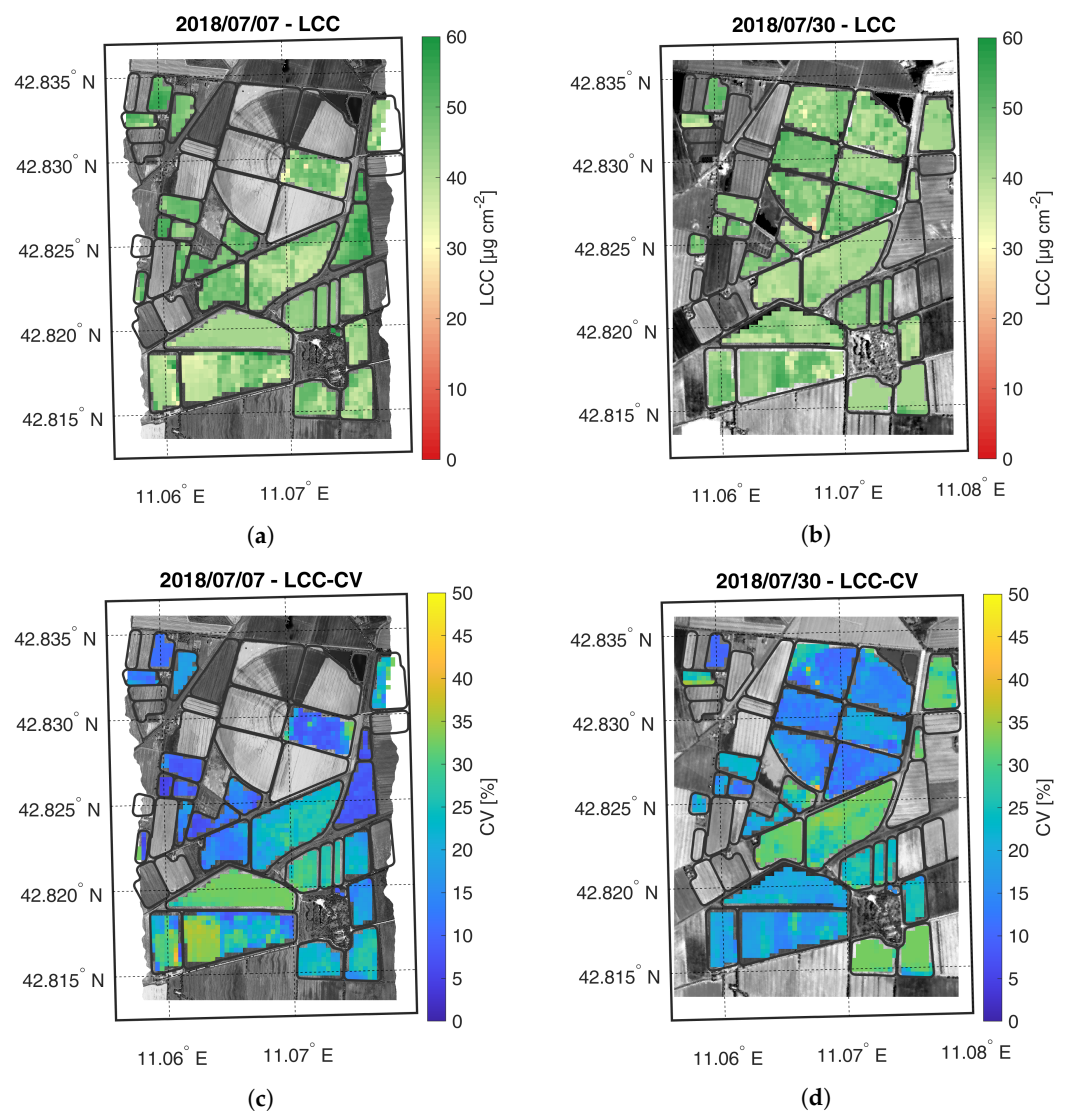 2018/07/07 - LCC
2018/07/30 - LCC
42.835° N
42.830° N
42.825° N
42.820° N
42.815° N
11.06° E
11.07° E
60
50
40
30
20
10
0
LCC [µg cm-2]
42.835° N
42.830° N
42.825° N
42.820° N
42.815° N
11.06° E
11.07° E
11.08° E
60
50
40
30
20
10
0
LCC [µg cm-2]
(a)
(b)
2018/07/07 - LCC-CV
2018/07/30 - LCC-CV
42.835° N
42.830° N
42.825° N
42.820° N
42.815° N
11.06° E
11.07° E
50
45
40
35
30
25
20
15
10
5
0
CV [%]
42.835° N
42.830° N
42.825° N
42.820° N
42.815° N
11.06° E
11.07° E
11.08° E
50
45
40
35
30
25
20
15
10
5
0
CV [%]
(c)
(d)